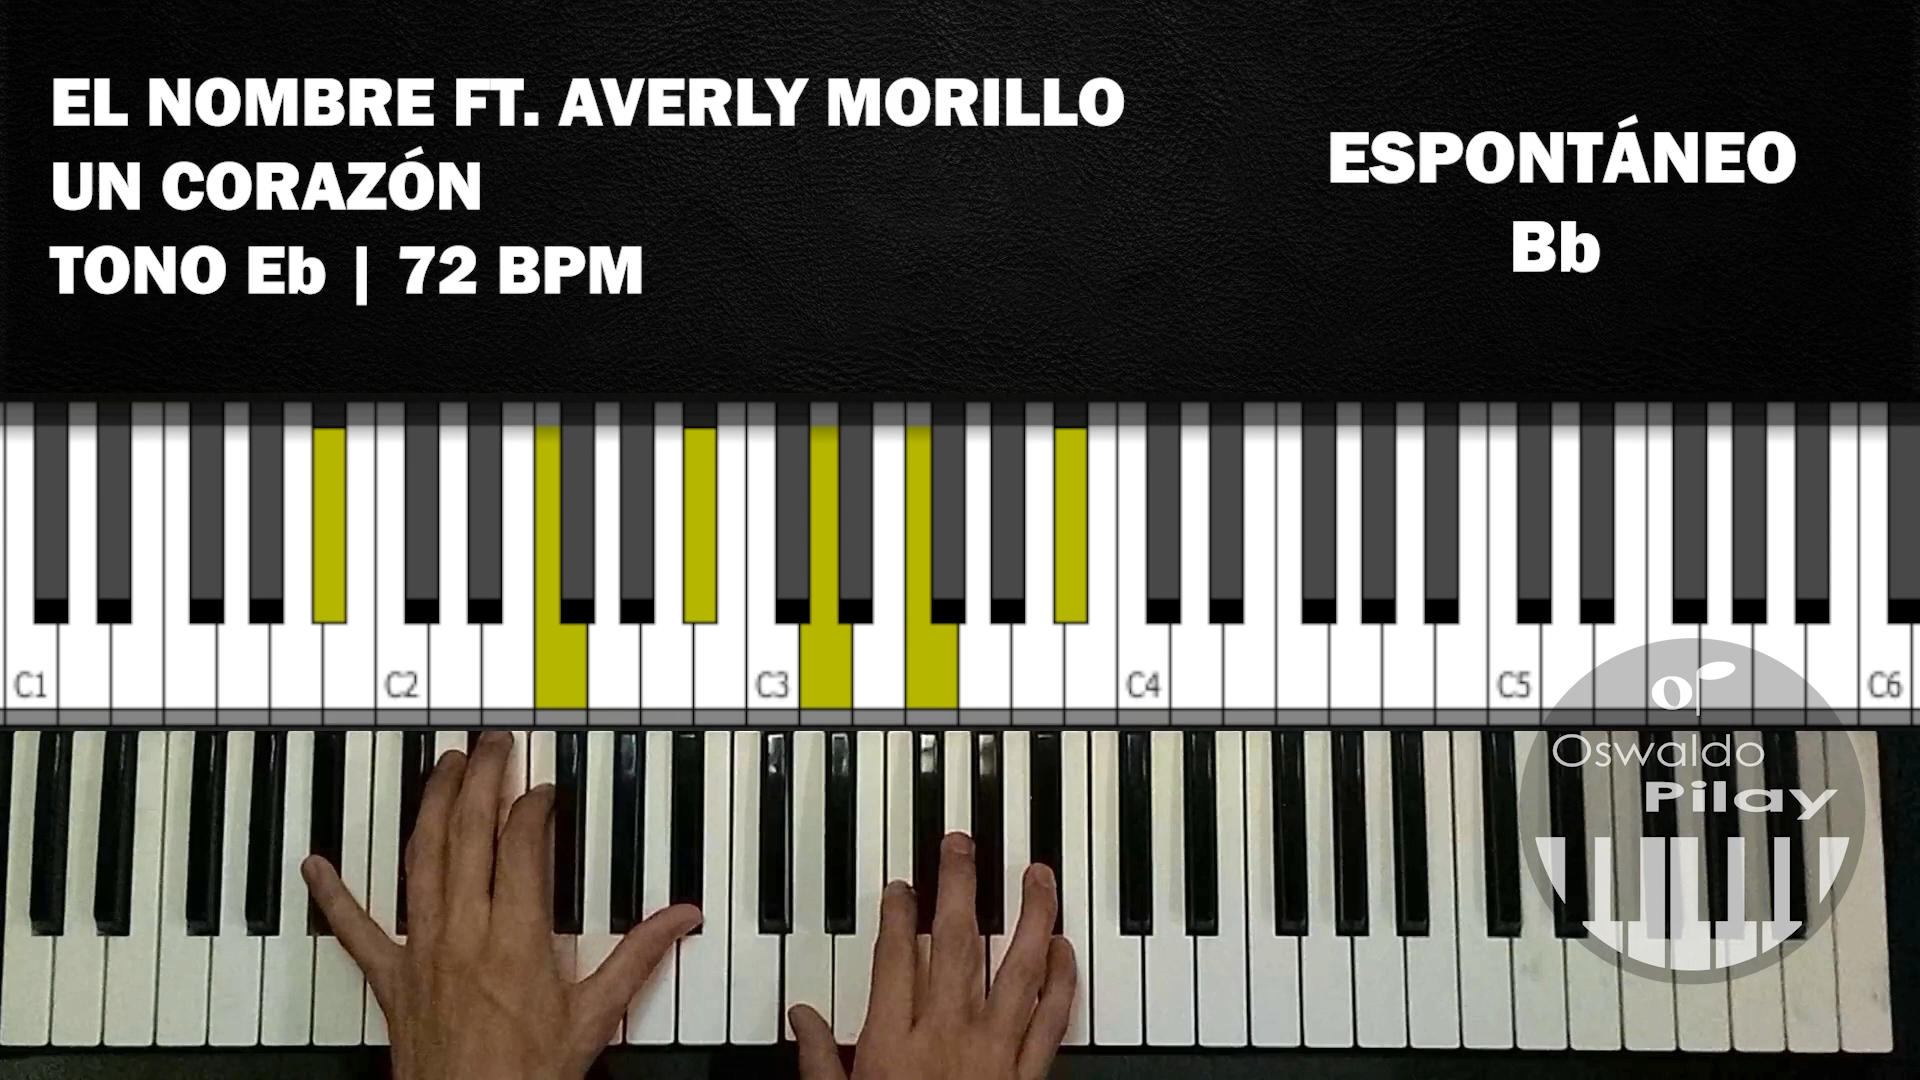 EL NOMBRE FT. AVERLY MORILLO
UN CORAZÓN
TONO Eb | 72 BPM
ESPONTÁNEO
Bb
C1
C2
C3
C4
C5
C6
Oswaldo
Pilay